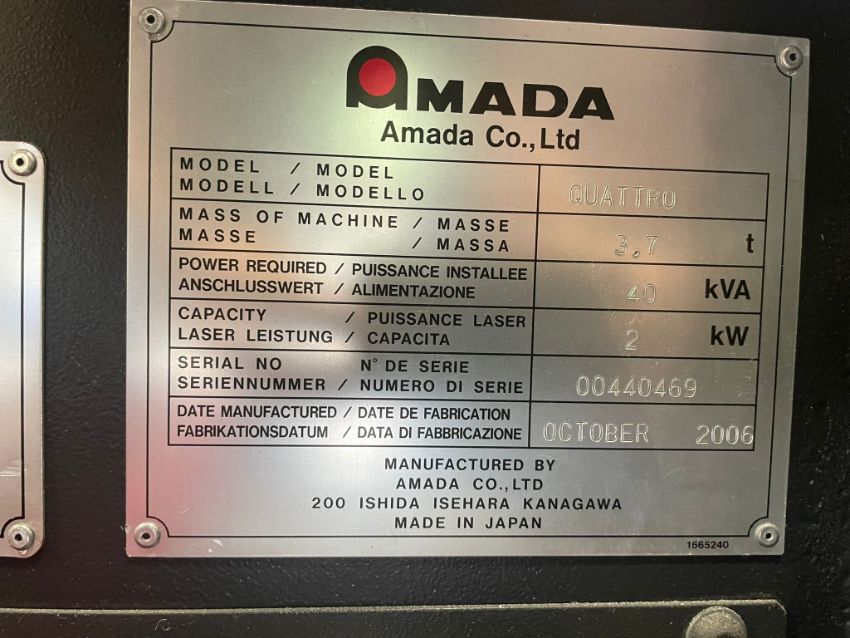 AMADA
Amada Co.,Ltd
MODEL / MODEL
MODELL / MODELLO QUATTRO
MASS OF MACHINE / MASSE
MASSE / MASSA 3.7 t
POWER REQUIRED / PUISSANCE INSTALLEE
ANSCHLUSSWERT / ALIMENTAZIONE 40 kVA
CAPACITY / PUISSANCE LASER
LASER LEISTUNG / CAPACITA 2 kW
SERIAL NO N° DE SERIE
SERIENNUMMER / NUMERO DI SERIE 00440469
DATE MANUFACTURED / DATE DE FABRICATION
FABRIKATIONSDATUM / DATA DI FABBRICAZIONE OCTOBER 2006
MANUFACTURED BY
AMADA CO.,LTD
200 ISHIDA ISEHARA KANAGAWA
MADE IN JAPAN
1665240